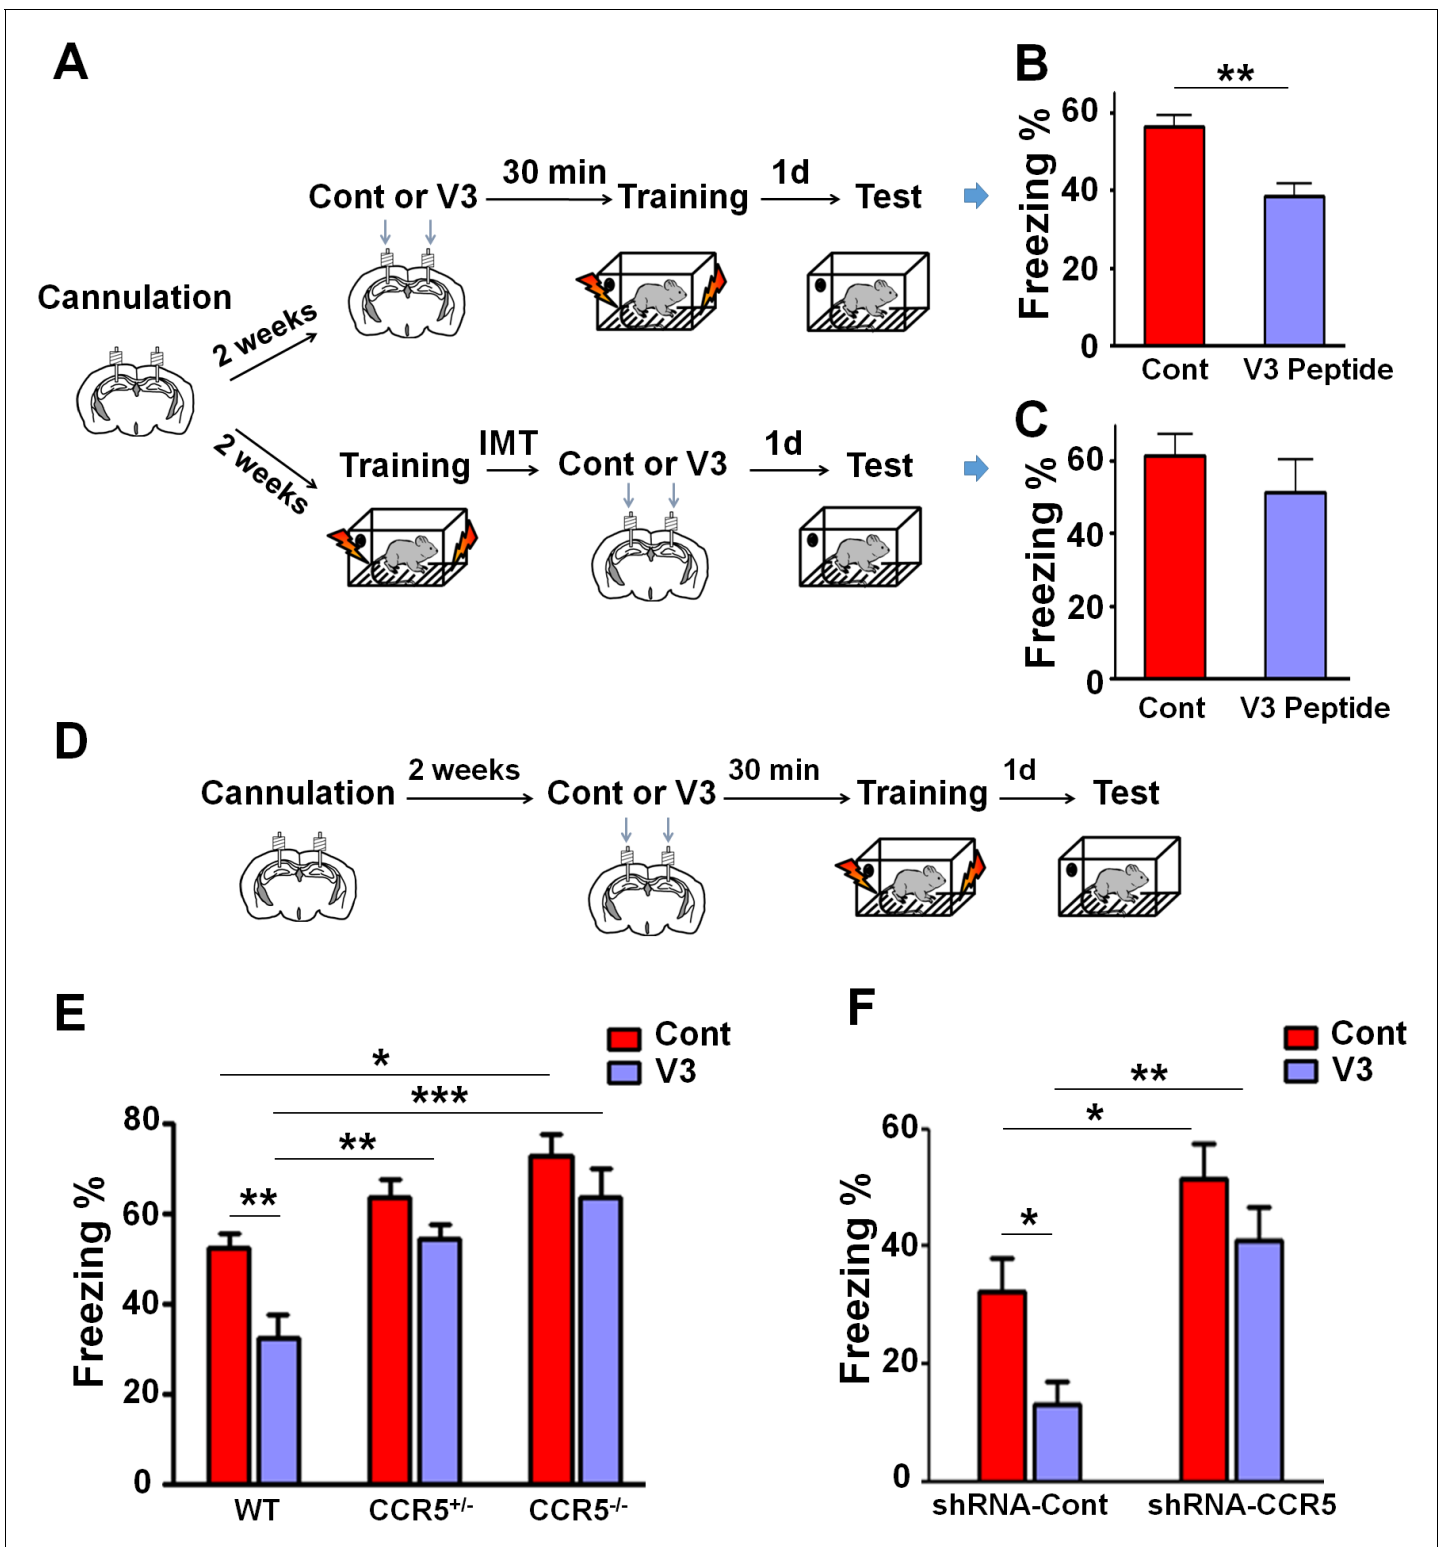 A
Cannulation
2 weeks
Cont or V3
30 min
Training
1d
Test
2 weeks
Training
IMT
Cont or V3
1d
Test
B
**
Freezing %
60
40
20
0
Cont
V3 Peptide
C
Freezing %
60
40
20
0
Cont
V3 Peptide
D
Cannulation
2 weeks
Cont or V3
30 min
Training
1d
Test
E
Cont
V3
*
***
**
**
Freezing %
80
60
40
20
0
WT
CCR5+/-
CCR5-/-
F
Cont
V3
**
*
*
Freezing %
60
40
20
0
shRNA-Cont
shRNA-CCR5